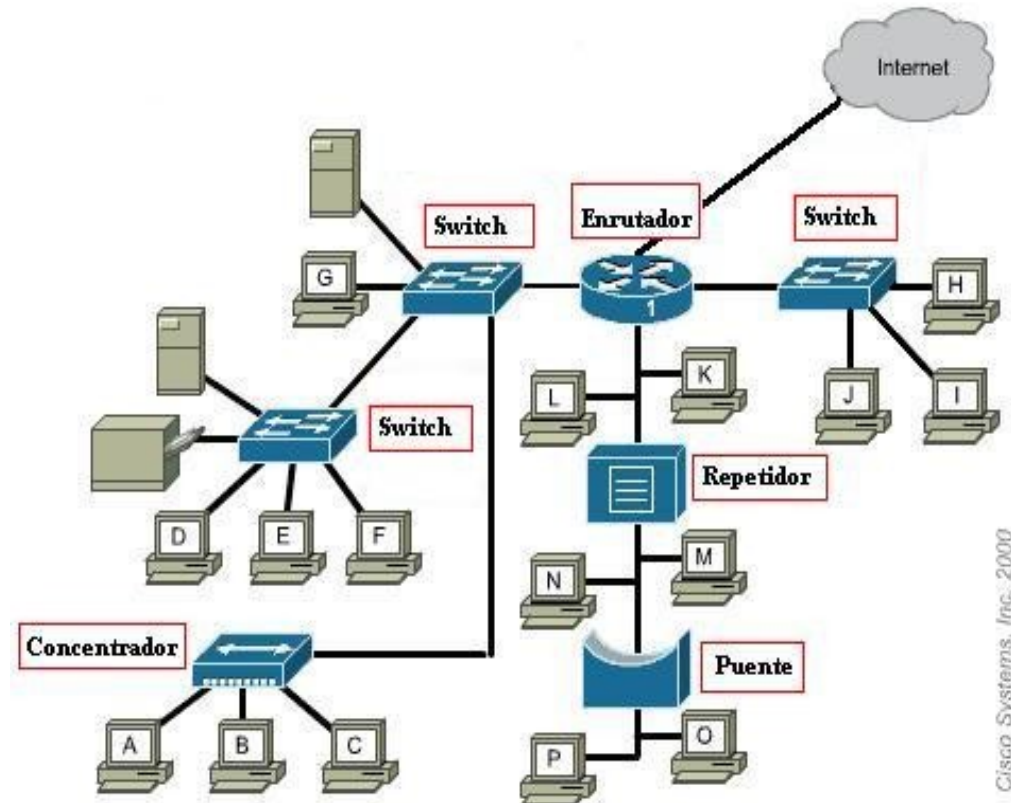 Internet
Enrutador
Switch
Switch
G
H
1
K
L
J
I
Switch
Repetidor
D
E
F
M
N
Concentrador
Puente
A
B
C
P
O
Cisco Systems, Inc. 2000